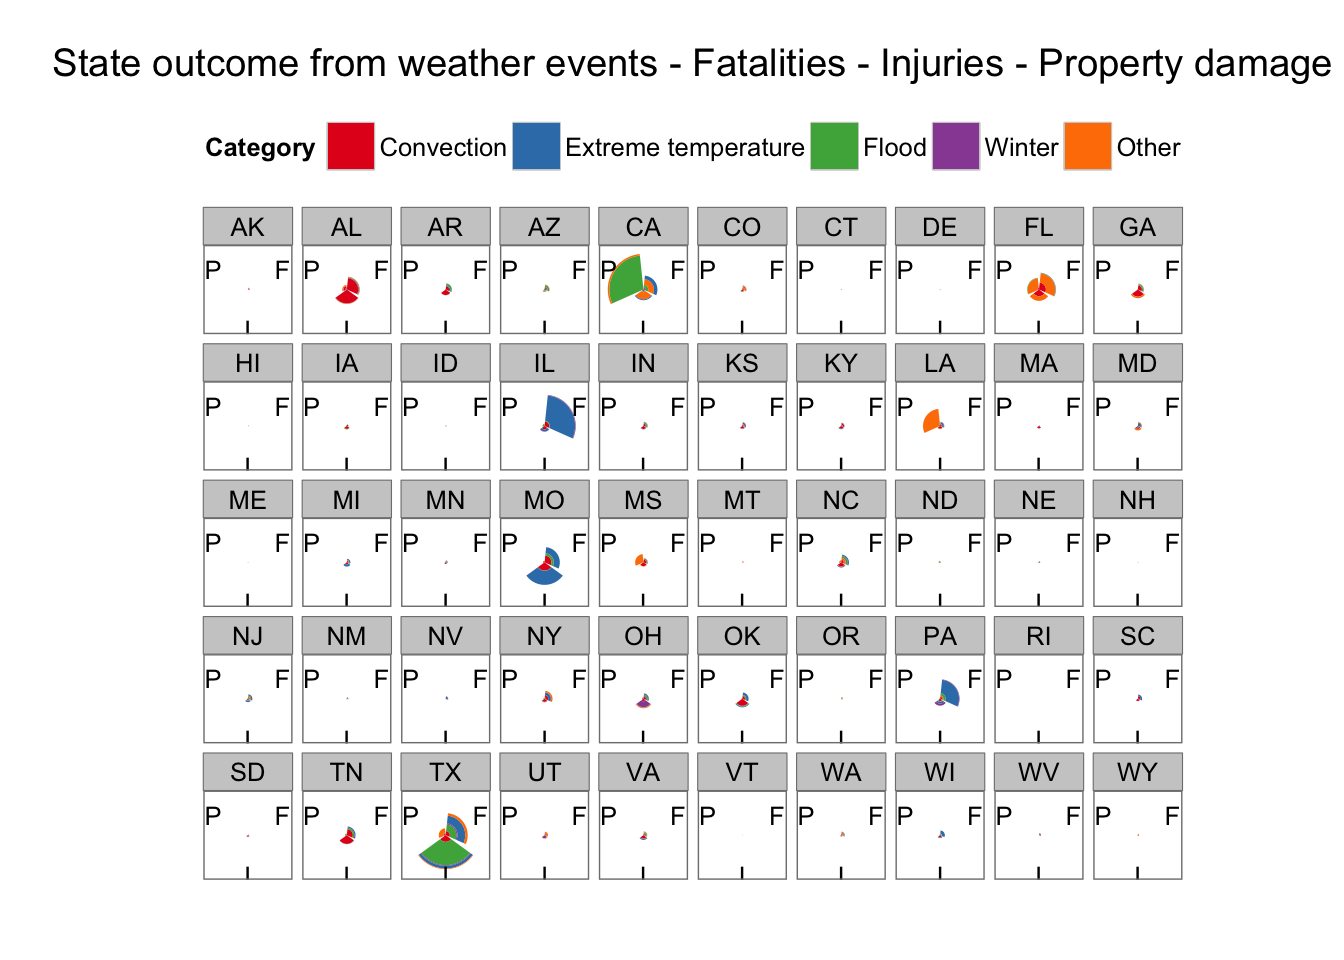 State outcome from weather events - Fatalities - Injuries - Property damage
Category Convection Extreme temperature Flood Winter Other
AK AL AR AZ CA CO CT DE FL GA
P F P F P F P F P F P F P F P F P F P F
I I I I I I I I I I
HI IA ID IL IN KS KY LA MA MD
P F P F P F P F P F P F P F P F P F P F
I I I I I I I I I I
ME MI MN MO MS MT NC ND NE NH
P F P F P F P F P F P F P F P F P F P F
I I I I I I I I I I
NJ NM NV NY OH OK OR PA RI SC
P F P F P F P F P F P F P F P F P F P F
I I I I I I I I I I
SD TN TX UT VA VT WA WI WV WY
P F P F P F P F P F P F P F P F P F P F
I I I I I I I I I I